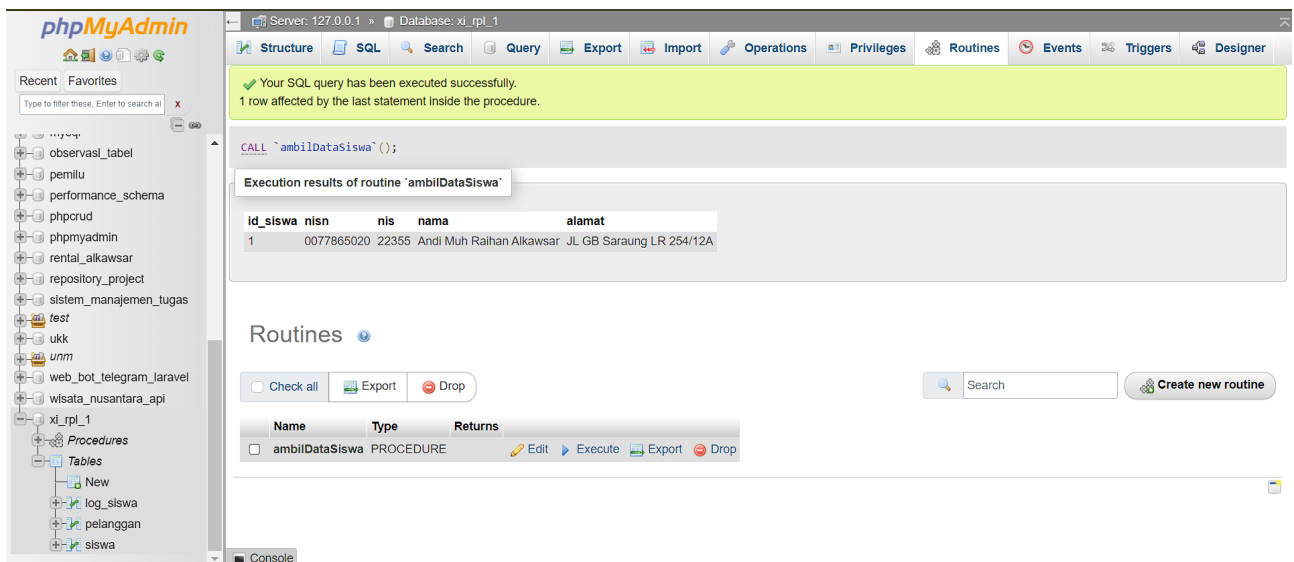 phpMyAdmin
Recent Favorites
Type to filter these, Enter to search al X
observasi_tabel
pemilu
performance_schema
phpcrud
phpmyadmin
rental_alkawsar
repository_project
sistem_manajemen_tugas
test
ukk
unm
web_bot_telegram_laravel
wisata_nusantara_api
xi_rpl_1
Procedures
Tables
New
log_siswa
pelanggan
siswa
Server: 127.0.0.1 » Database: xi_rpl_1
Structure SQL Search Query Export Import Operations Privileges Routines Events Triggers Designer
Your SQL query has been executed successfully.
1 row affected by the last statement inside the procedure.
CALL `ambilDataSiswa`();
Execution results of routine `ambilDataSiswa`
id_siswa nisn nis nama alamat
1 0077865020 22355 Andi Muh Raihan Alkawsar JL GB Saraung LR 254/12A
Routines
Check all Export Drop
Search Create new routine
Name Type Returns
ambilDataSiswa PROCEDURE Edit Execute Export Drop
Console